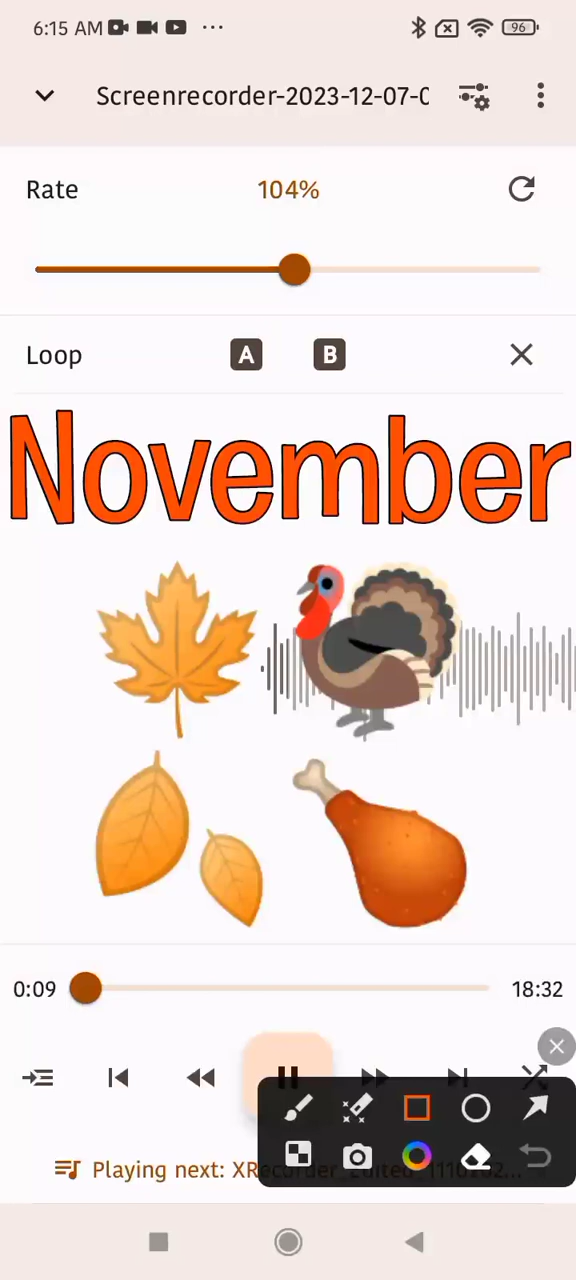 6:15 AM ... 96
Screenrecorder-2023-12-07-0
Rate 104%
Loop A B
November
0:09 18:32
Playing next: XRecorder_Edited_